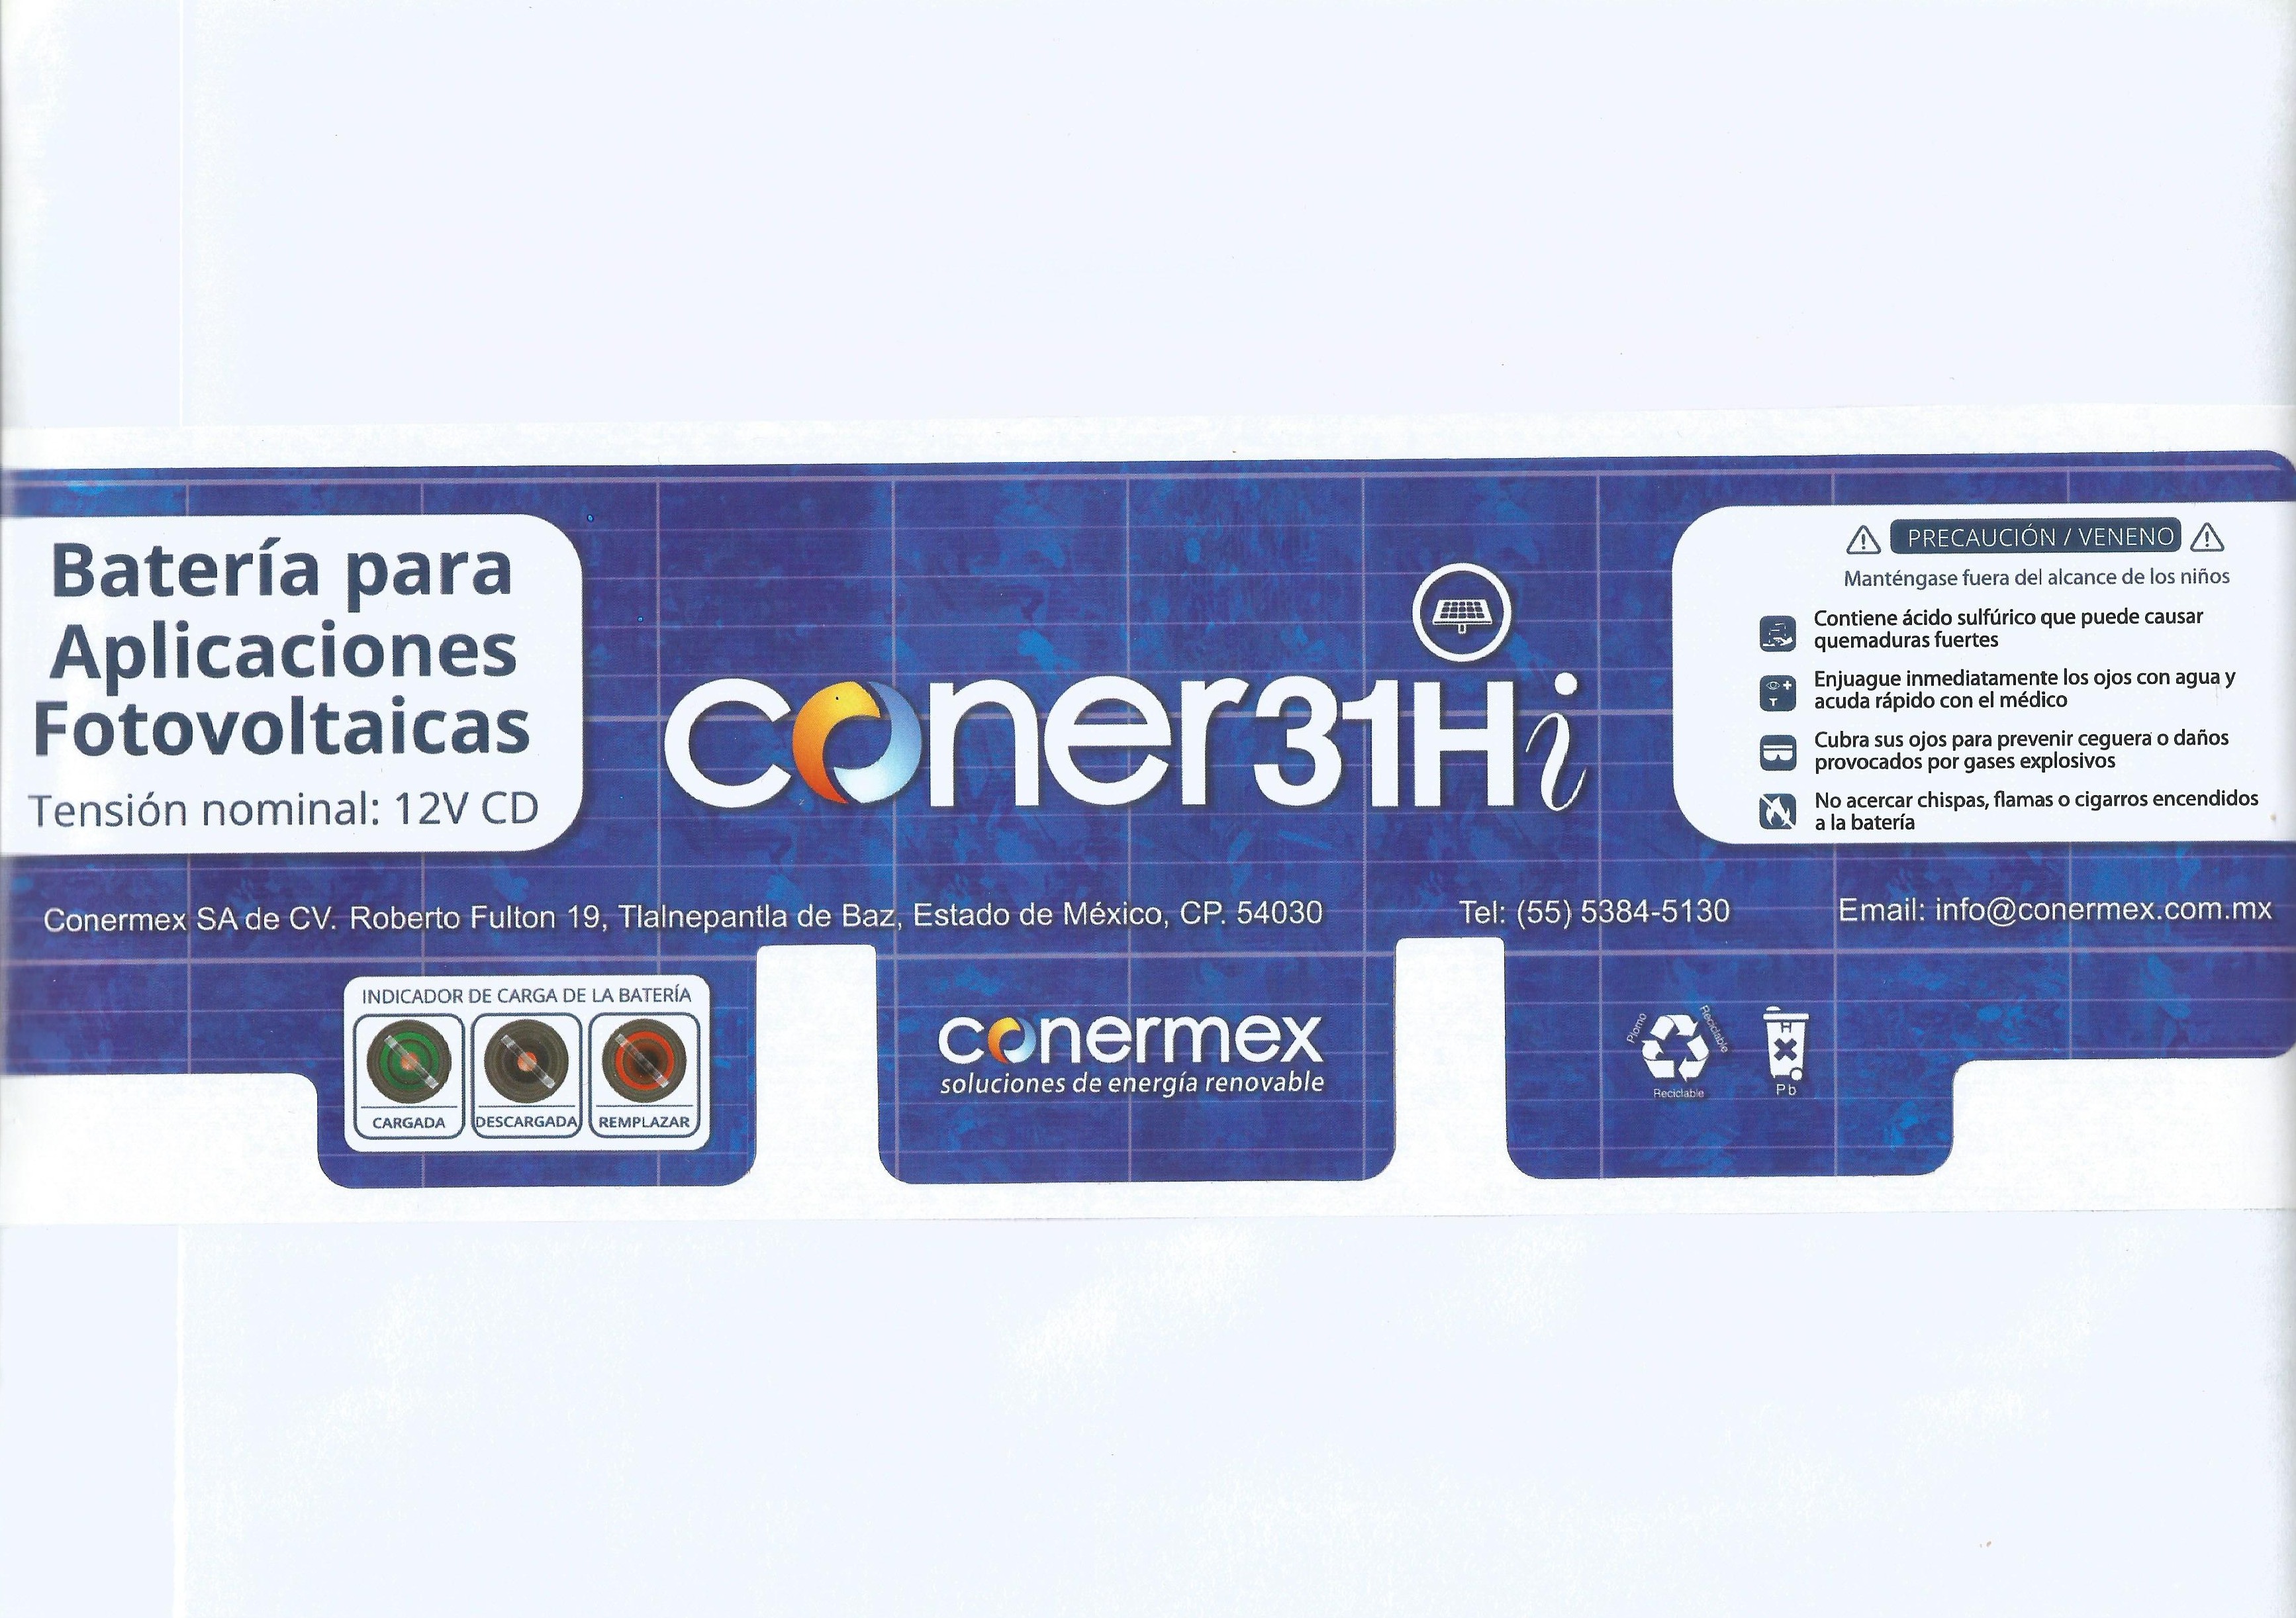 Batería para
Aplicaciones
Fotovoltaicas
Tensión nominal: 12V CD
coner31Hi
PRECAUCIÓN / VENENO
Manténgase fuera del alcance de los niños
Contiene ácido sulfúrico que puede causar
quemaduras fuertes
Enjuague inmediatamente los ojos con agua y
acuda rápido con el médico
Cubra sus ojos para prevenir ceguera o daños
provocados por gases explosivos
No acercar chispas, flamas o cigarros encendidos
a la batería
Conermex SA de CV. Roberto Fulton 19, Tlalnepantla de Baz, Estado de México, CP. 54030
Tel: (55) 5384-5130
Email: info@conermex.com.mx
INDICADOR DE CARGA DE LA BATERÍA
CARGADA
DESCARGADA
REMPLAZAR
conermex
soluciones de energía renovable
Plomo
Reciclable
Reciclable
Pb